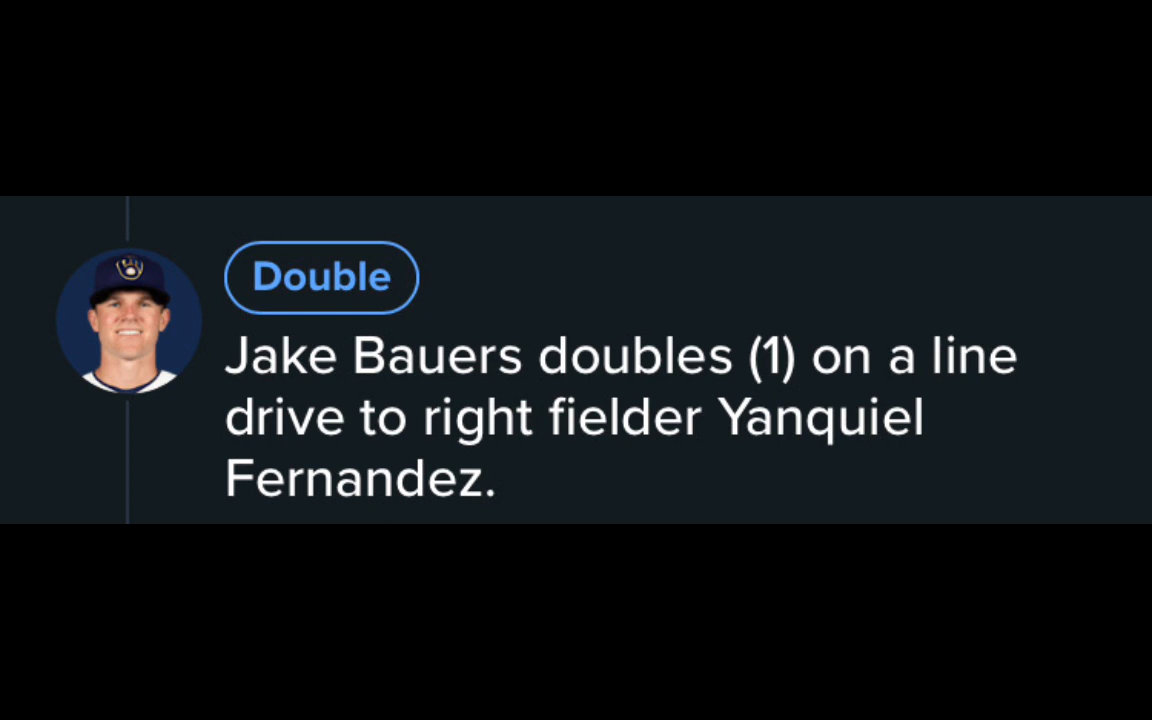 Double
Jake Bauers doubles (1) on a line
drive to right fielder Yanquiel
Fernandez.